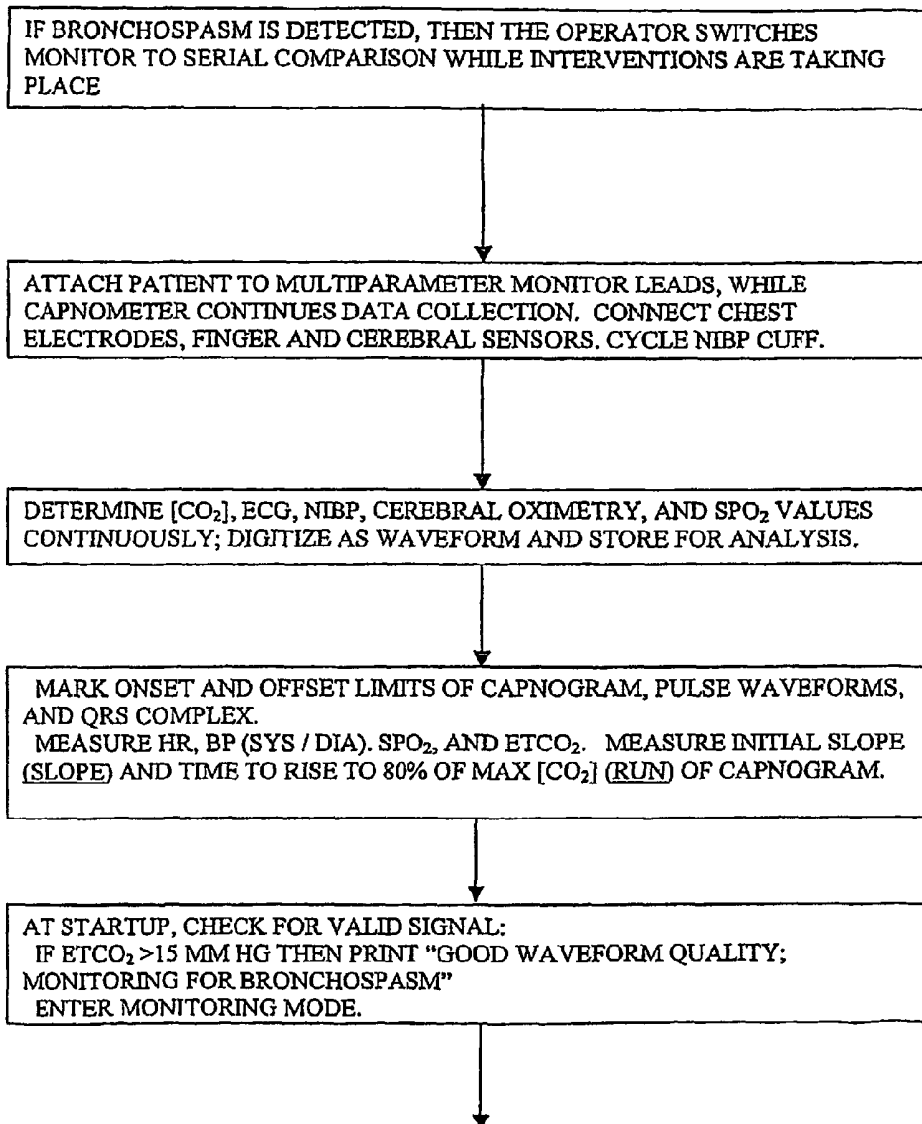 IF BRONCHOSPASM IS DETECTED, THEN THE OPERATOR SWITCHES
MONITOR TO SERIAL COMPARISON WHILE INTERVENTIONS ARE TAKING
PLACE
ATTACH PATIENT TO MULTIPARAMETER MONITOR LEADS, WHILE
CAPNOMETER CONTINUES DATA COLLECTION. CONNECT CHEST
ELECTRODES, FINGER AND CEREBRAL SENSORS. CYCLE NIBP CUFF.
DETERMINE [CO₂], ECG, NIBP, CEREBRAL OXIMETRY, AND SPO₂ VALUES
CONTINUOUSLY; DIGITIZE AS WAVEFORM AND STORE FOR ANALYSIS.
MARK ONSET AND OFFSET LIMITS OF CAPNOGRAM, PULSE WAVEFORMS,
AND QRS COMPLEX.
MEASURE HR, BP (SYS / DIA). SPO₂, AND ETCO₂. MEASURE INITIAL SLOPE
(SLOPE) AND TIME TO RISE TO 80% OF MAX [CO₂] (RUN) OF CAPNOGRAM.
AT STARTUP, CHECK FOR VALID SIGNAL:
IF ETCO₂ >15 MM HG THEN PRINT "GOOD WAVEFORM QUALITY;
MONITORING FOR BRONCHOSPASM"
ENTER MONITORING MODE.